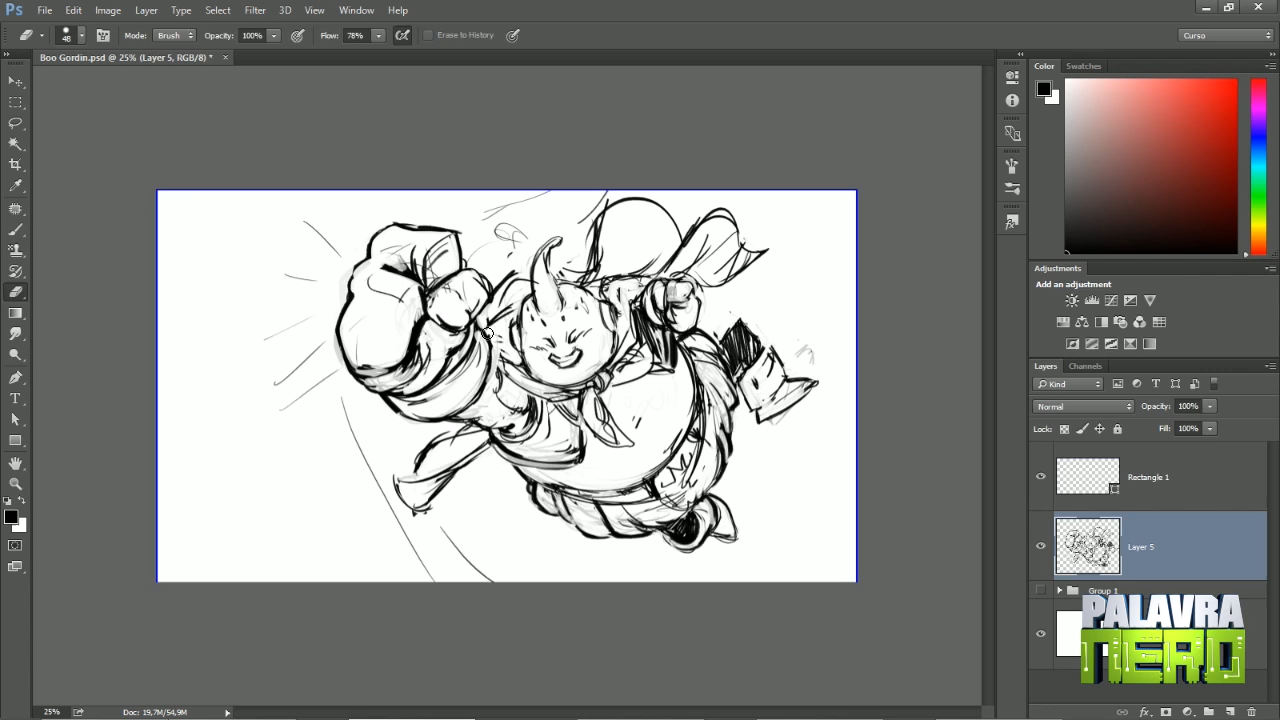 Ps File Edit Image Layer Type Select Filter 3D View Window Help
48 Mode: Brush Opacity: 100% Flow: 78% Erase to History Curso
Boo Gordin.psd @ 25% (Layer 5, RGB/8) *
Color Swatches
Adjustments
Add an adjustment
Layers Channels
Kind
Normal Opacity: 100%
Lock: Fill: 100%
Rectangle 1
Layer 5
Group 1
PALAVRA
NERD
25% Doc: 19,7M/54,9M